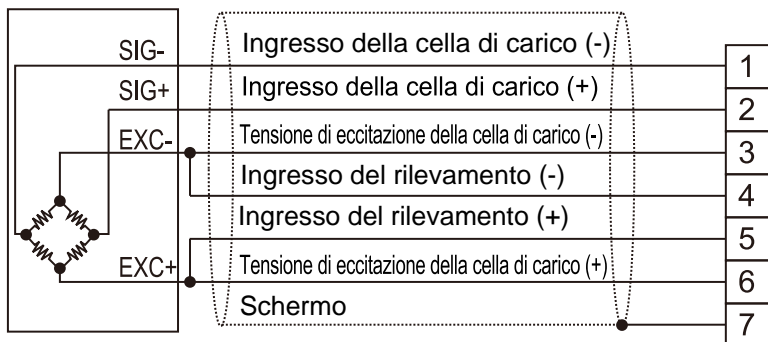 SIG-
Ingresso della cella di carico (-)
1
SIG+
Ingresso della cella di carico (+)
2
EXC-
Tensione di eccitazione della cella di carico (-)
3
Ingresso del rilevamento (-)
4
Ingresso del rilevamento (+)
5
EXC+
Tensione di eccitazione della cella di carico (+)
6
Schermo
7